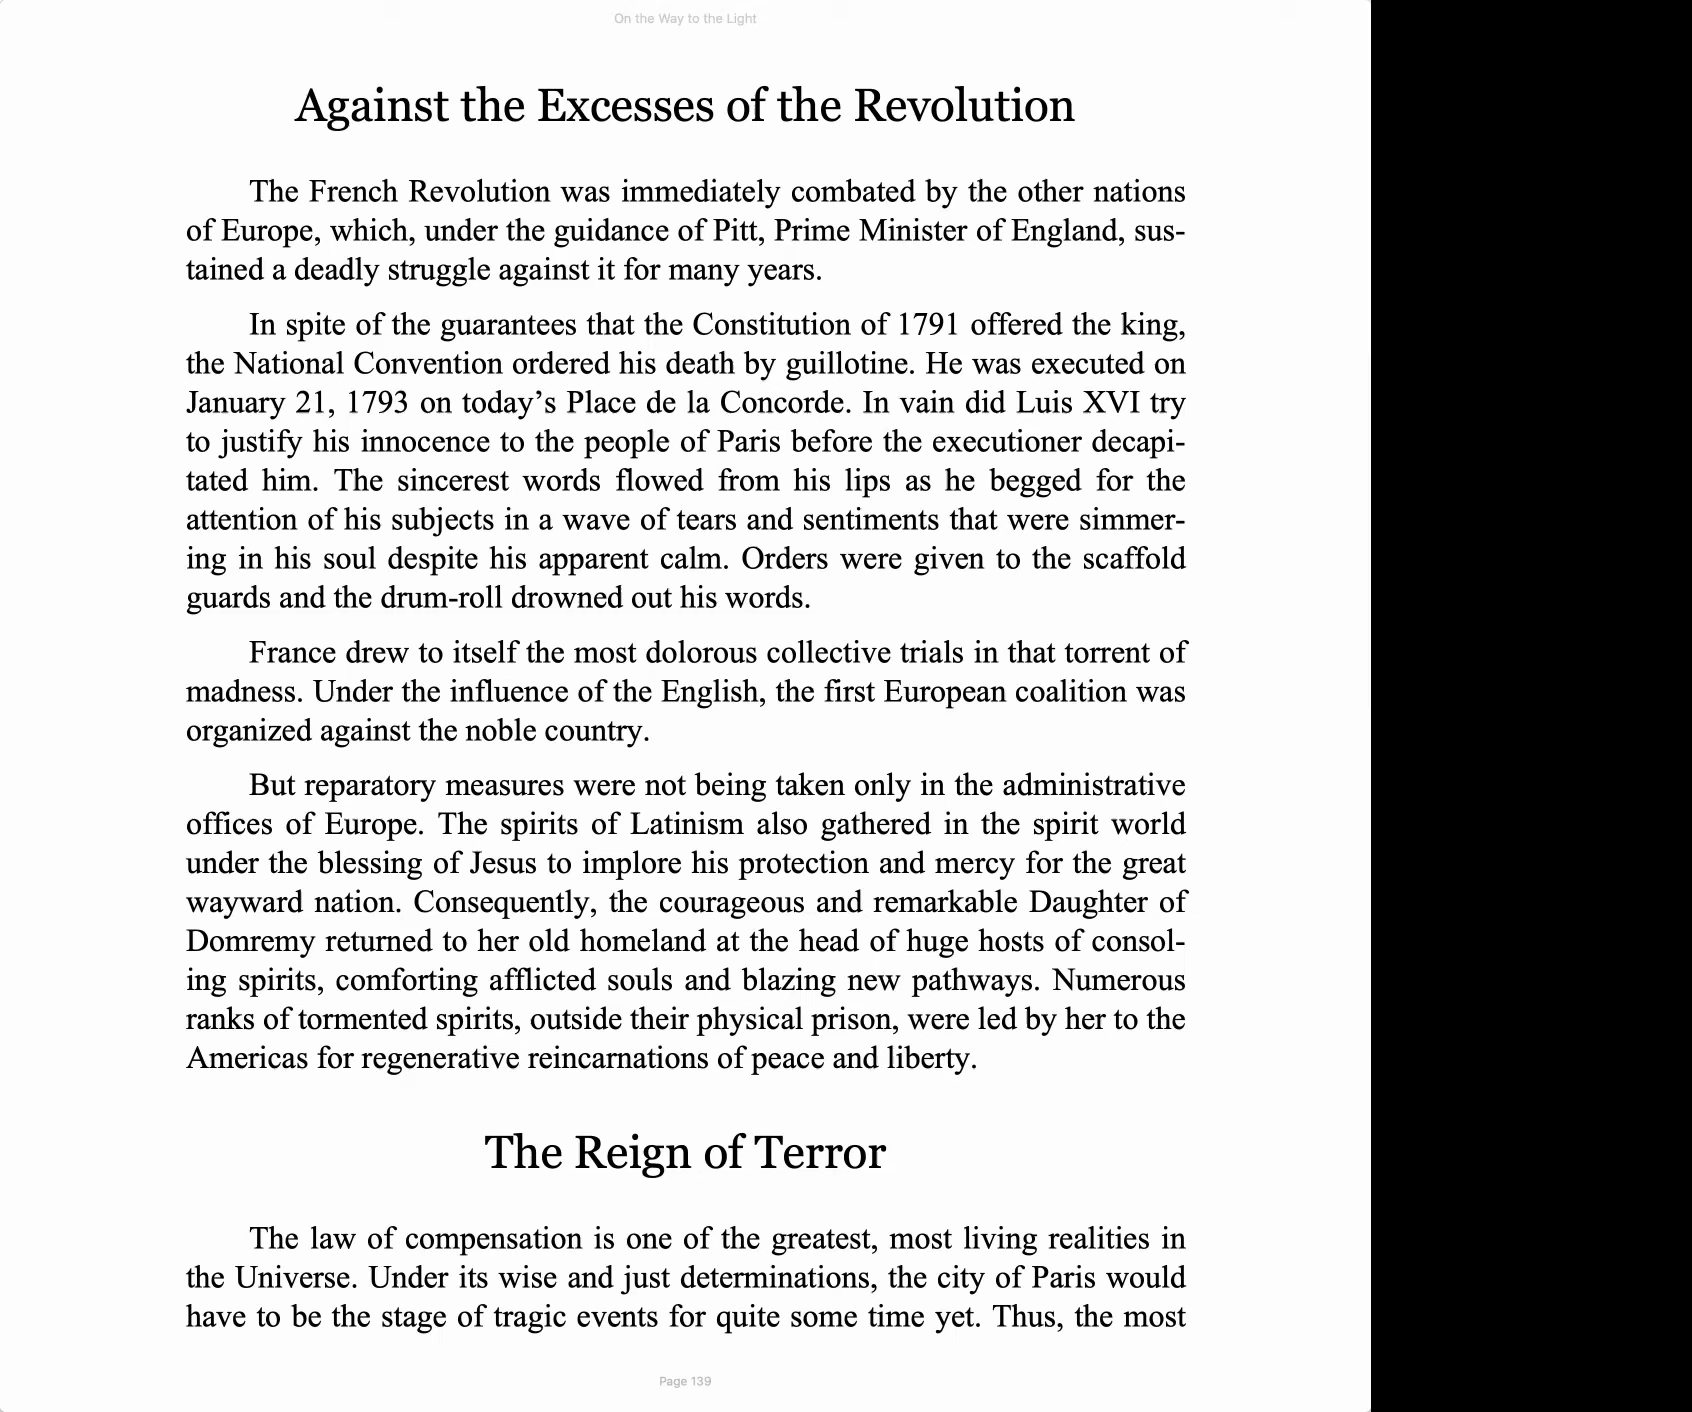 On the Way to the Light
Against the Excesses of the Revolution
The French Revolution was immediately combated by the other nations
of Europe, which, under the guidance of Pitt, Prime Minister of England, sus-
tained a deadly struggle against it for many years.
In spite of the guarantees that the Constitution of 1791 offered the king,
the National Convention ordered his death by guillotine. He was executed on
January 21, 1793 on today’s Place de la Concorde. In vain did Luis XVI try
to justify his innocence to the people of Paris before the executioner decapi-
tated him. The sincerest words flowed from his lips as he begged for the
attention of his subjects in a wave of tears and sentiments that were simmer-
ing in his soul despite his apparent calm. Orders were given to the scaffold
guards and the drum-roll drowned out his words.
France drew to itself the most dolorous collective trials in that torrent of
madness. Under the influence of the English, the first European coalition was
organized against the noble country.
But reparatory measures were not being taken only in the administrative
offices of Europe. The spirits of Latinism also gathered in the spirit world
under the blessing of Jesus to implore his protection and mercy for the great
wayward nation. Consequently, the courageous and remarkable Daughter of
Domremy returned to her old homeland at the head of huge hosts of consol-
ing spirits, comforting afflicted souls and blazing new pathways. Numerous
ranks of tormented spirits, outside their physical prison, were led by her to the
Americas for regenerative reincarnations of peace and liberty.
The Reign of Terror
The law of compensation is one of the greatest, most living realities in
the Universe. Under its wise and just determinations, the city of Paris would
have to be the stage of tragic events for quite some time yet. Thus, the most
Page 139